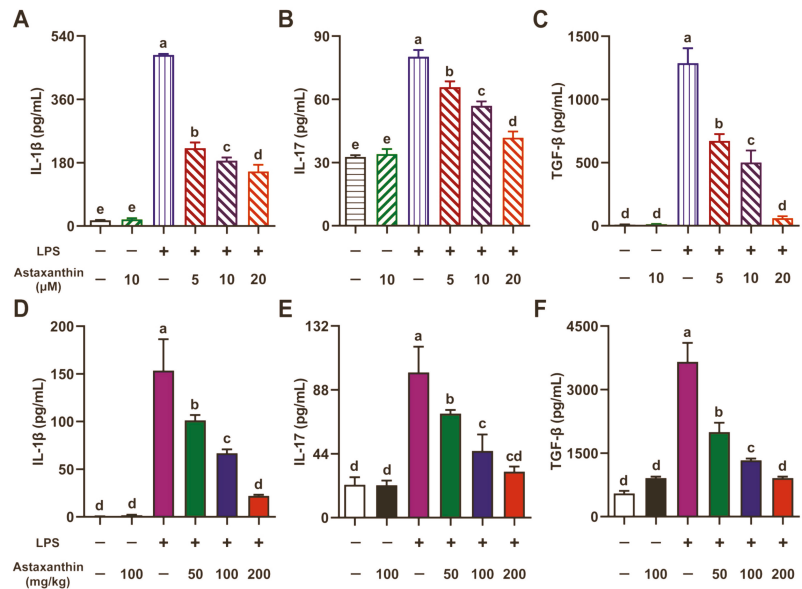 A
IL-1β (pg/mL)
540
360
180
0
e e a b c d
LPS − − + + + +
Astaxanthin (μM) − 10 − 5 10 20
B
IL-17 (pg/mL)
90
60
30
0
e e a b c d
− − + + + +
− 10 − 5 10 20
C
TGF-β (pg/mL)
1500
1000
500
0
d d a b c d
− − + + + +
− 10 − 5 10 20
D
IL-1β (pg/mL)
200
150
100
50
0
d d a b c d
LPS − − + + + +
Astaxanthin (mg/kg) − 100 − 50 100 200
E
IL-17 (pg/mL)
132
88
44
0
d d a b c cd
− − + + + +
− 100 − 50 100 200
F
TGF-β (pg/mL)
4500
3000
1500
0
d d a b c d
− − + + + +
− 100 − 50 100 200